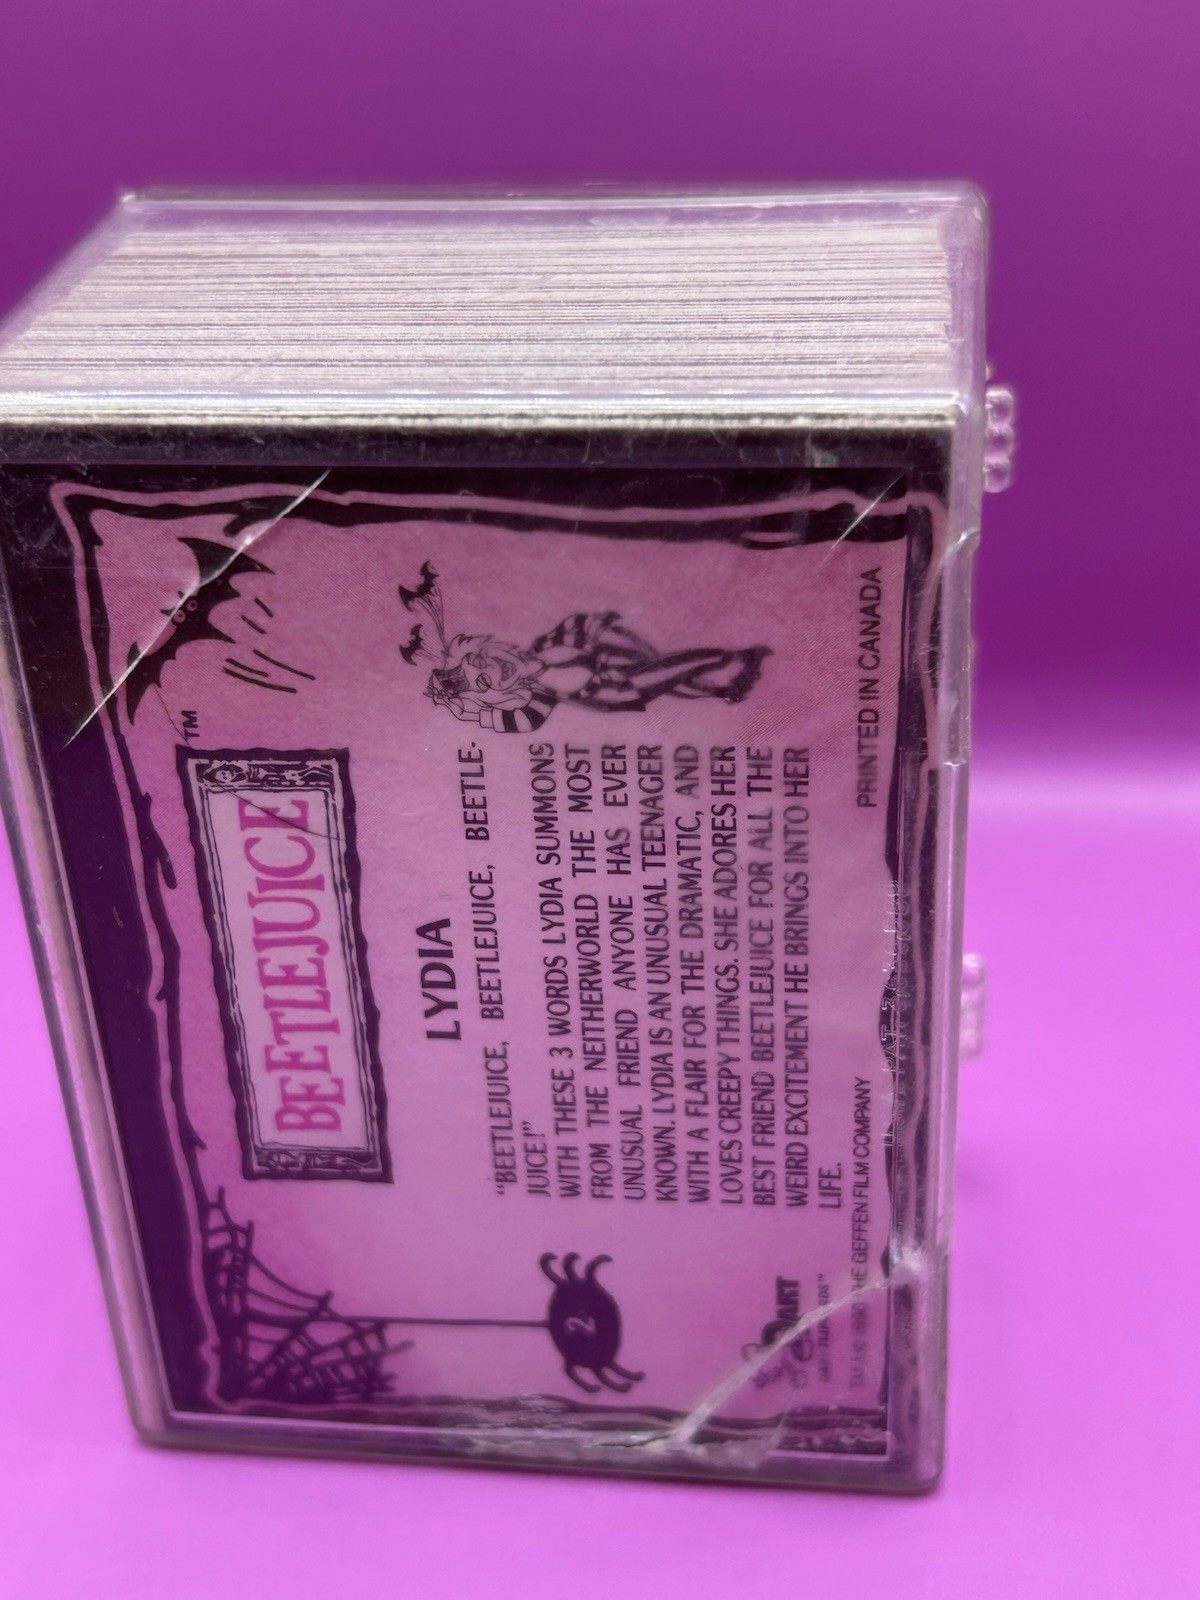 BEETLEJUICE TM
LYDIA
"BEETLEJUICE, BEETLEJUICE, BEETLE-
JUICE!"
WITH THESE 3 WORDS LYDIA SUMMONS
FROM THE NEITHERWORLD THE MOST
UNUSUAL FRIEND ANYONE HAS EVER
KNOWN. LYDIA IS AN UNUSUAL TEENAGER
WITH A FLAIR FOR THE DRAMATIC, AND
LOVES CREEPY THINGS. SHE ADORES HER
BEST FRIEND BEETLEJUICE FOR ALL THE
WEIRD EXCITEMENT HE BRINGS INTO HER
LIFE.
2
DART
TM & © 1990 THE GEFFEN FILM COMPANY
PRINTED IN CANADA